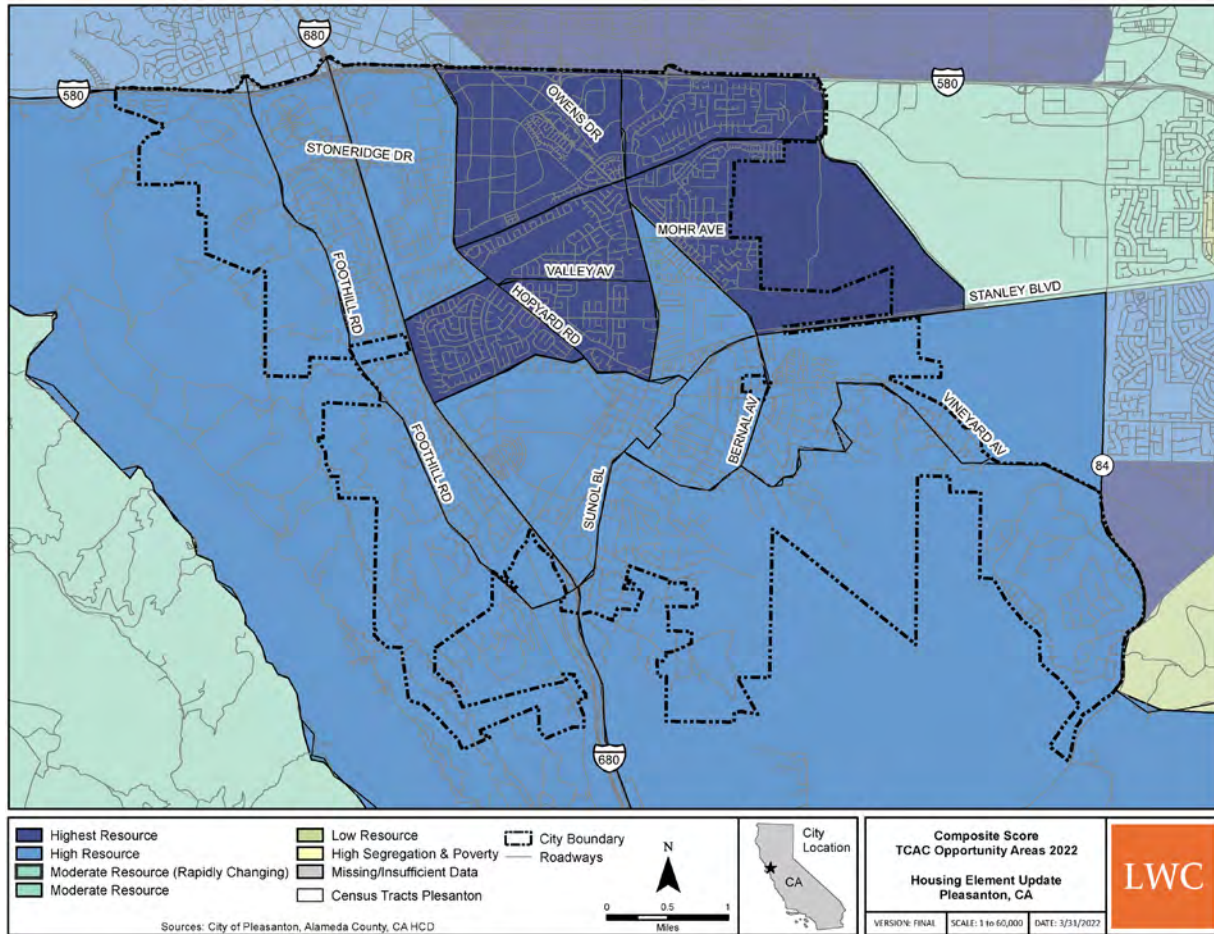 680
580
580
OWENS DR
STONERIDGE DR
MOHR AVE
VALLEY AV
FOOTHILL RD
HOPYARD RD
STANLEY BLVD
BERNAL AV
VINEYARD AV
FOOTHILL RD
SUNOL BL
84
680
Highest Resource
High Resource
Moderate Resource (Rapidly Changing)
Moderate Resource
Low Resource
High Segregation & Poverty
Missing/Insufficient Data
Census Tracts Plesanton
City Boundary
Roadways
Sources: City of Pleasanton, Alameda County, CA HCD
N
0 0.5 1
Miles
City
Location
CA
Composite Score
TCAC Opportunity Areas 2022
Housing Element Update
Pleasanton, CA
VERSION: FINAL SCALE: 1 to 60,000 DATE: 3/31/2022
LWC